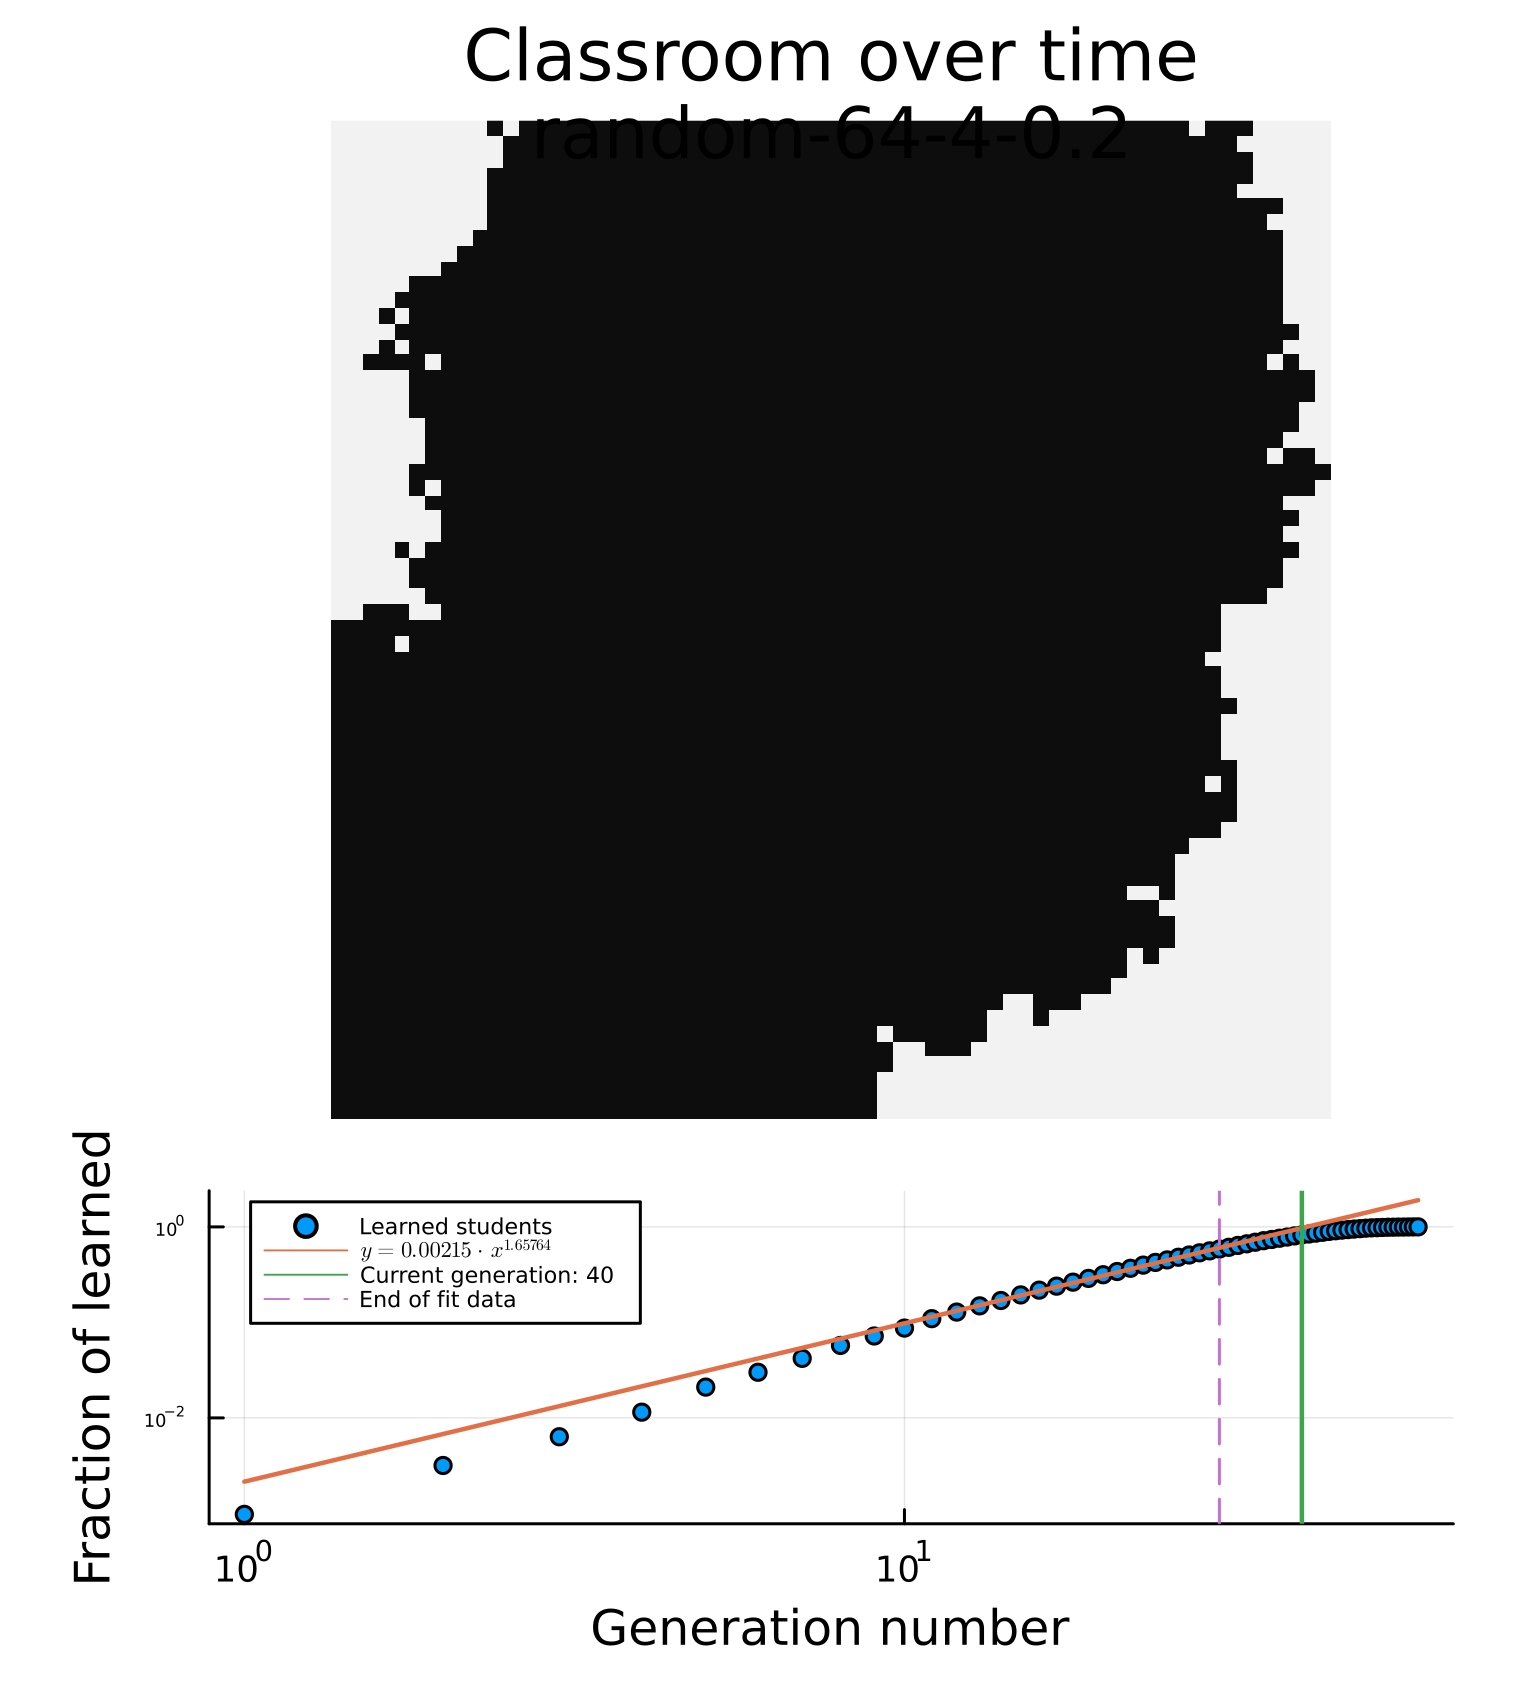 Classroom over time
random-64-4-0.2
Fraction of learned
10⁰
10⁻²
Learned students
y = 0.00215 · x^1.65764
Current generation: 40
End of fit data
10⁰
10¹
Generation number